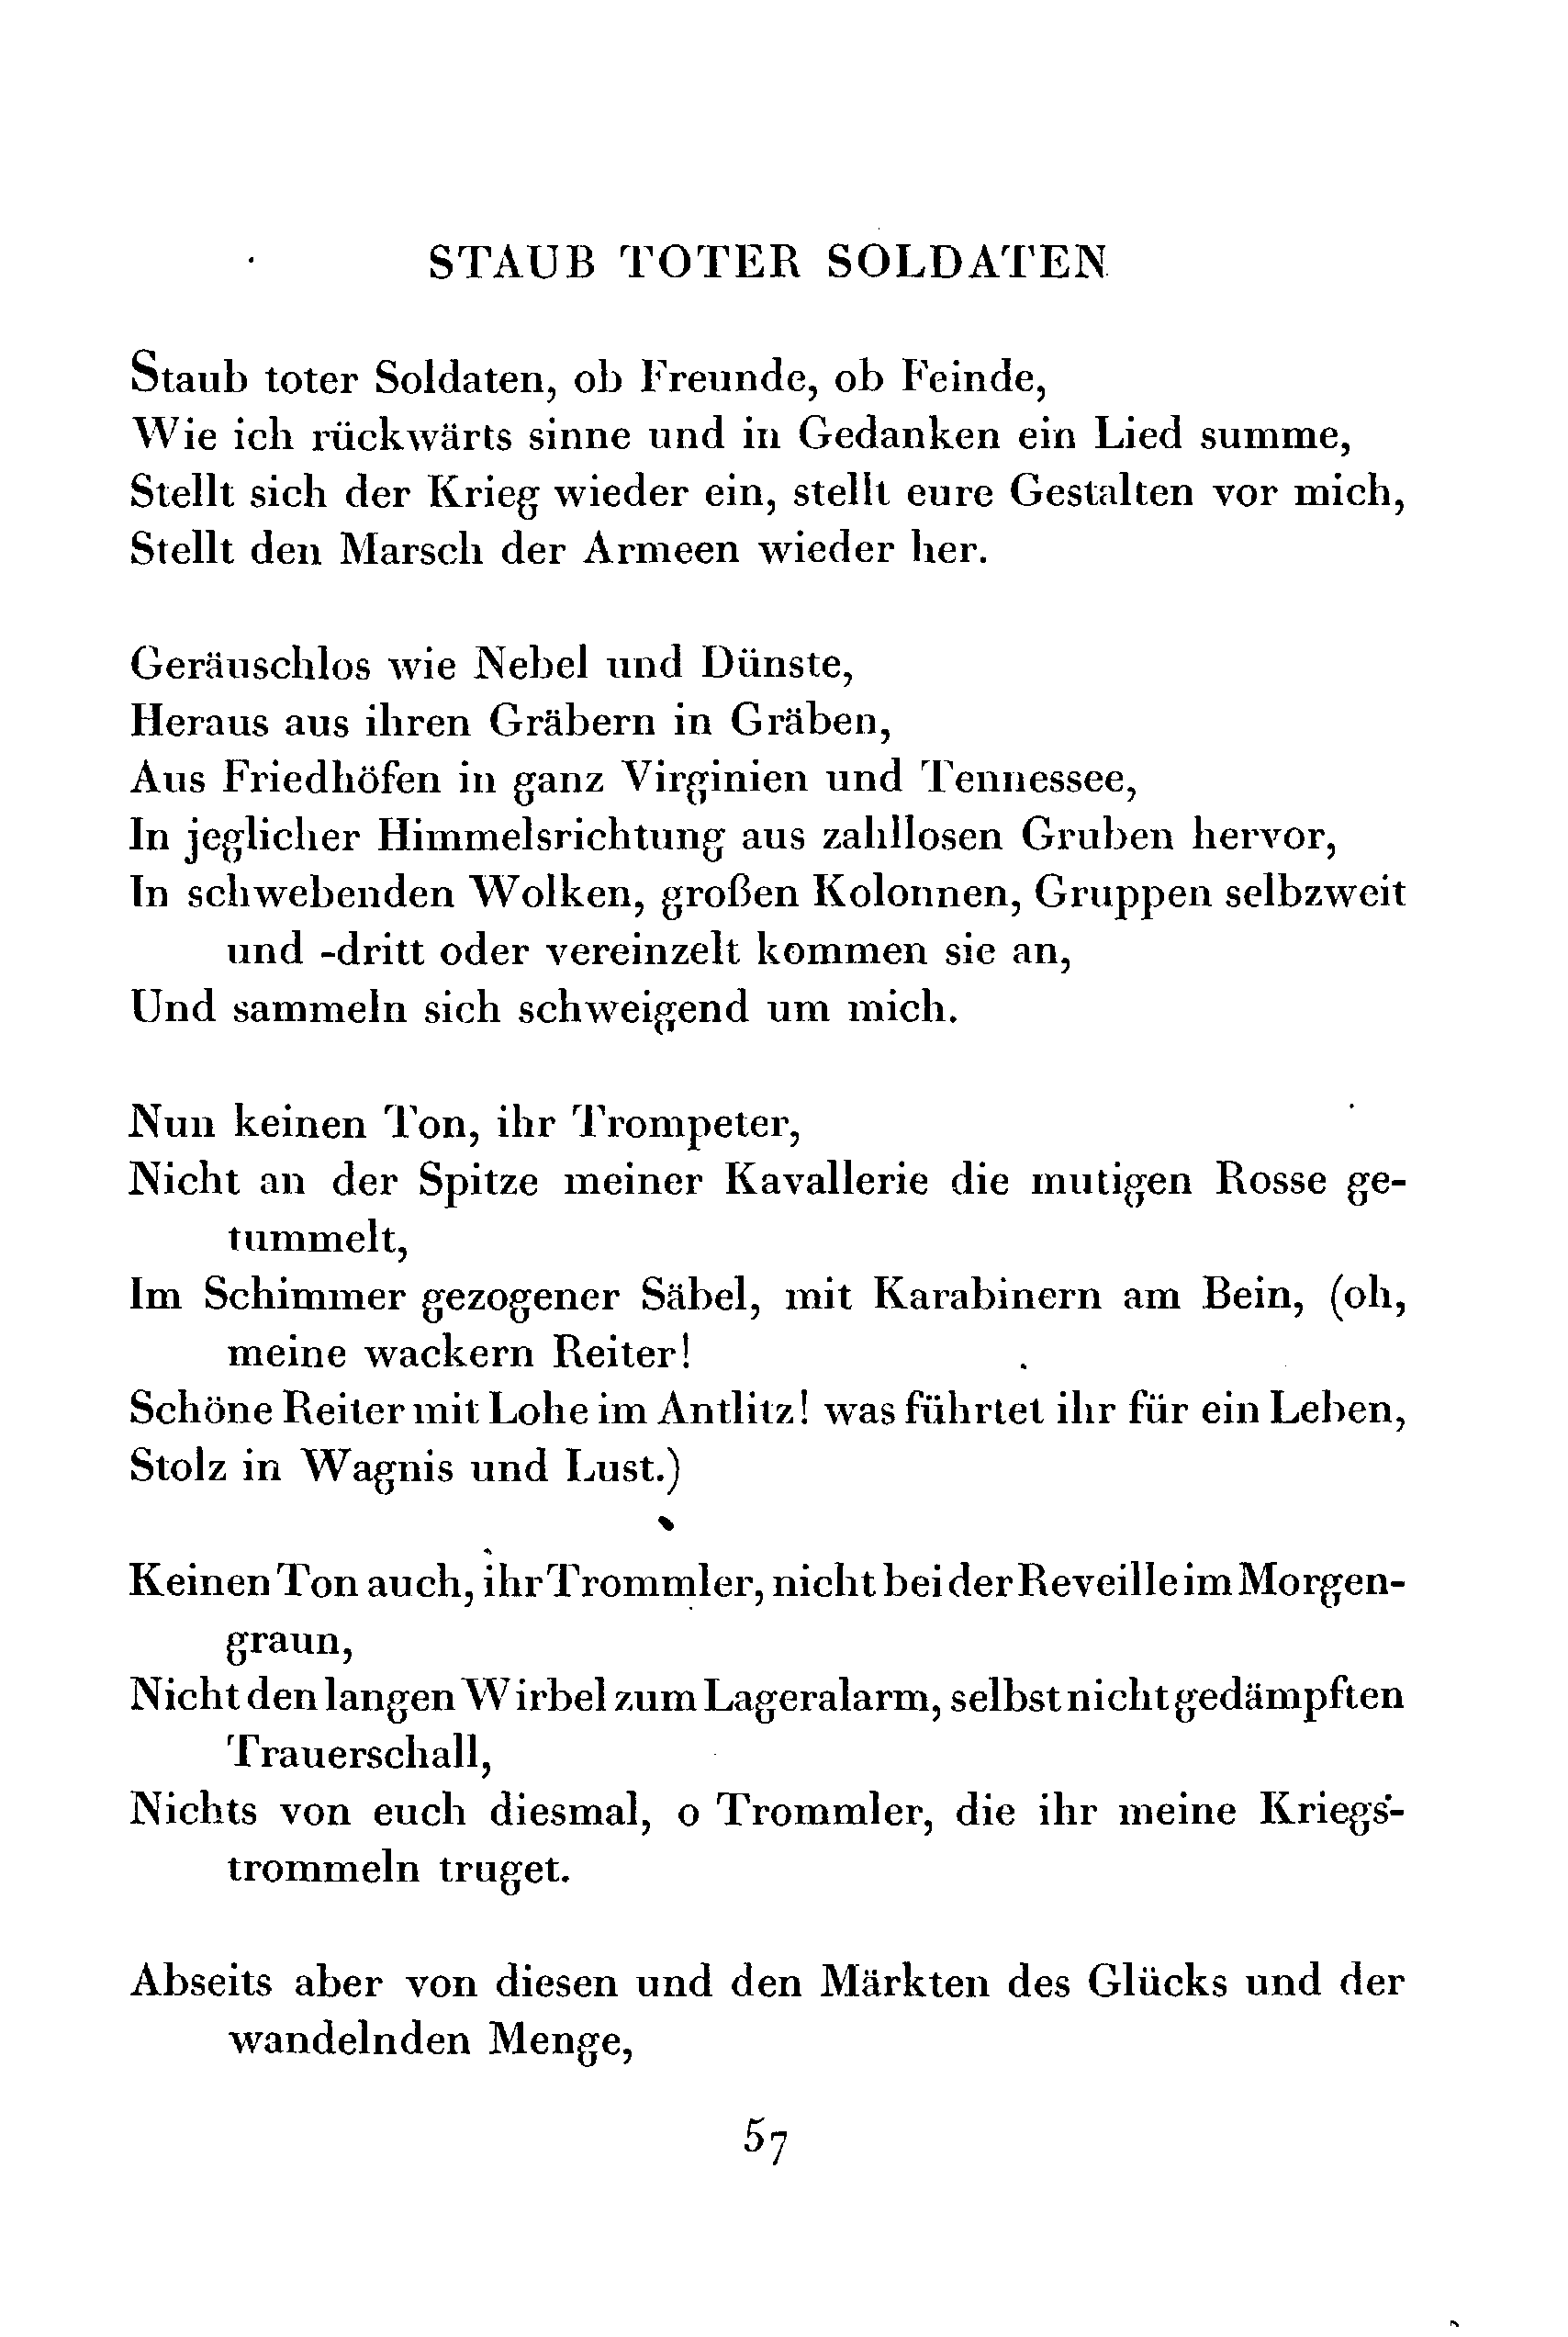 STAUB TOTER SOLDATEN
Staub toter Soldaten, ob Freunde, ob Feinde,
Wie ich rückwärts sinne und in Gedanken ein Lied summe,
Stellt sich der Krieg wieder ein, stellt eure Gestalten vor mich,
Stellt den Marsch der Armeen wieder her.
Geräuschlos wie Nebel und Dünste,
Heraus aus ihren Gräbern in Gräben,
Aus Friedhöfen in ganz Virginien und Tennessee,
In jeglicher Himmelsrichtung aus zahllosen Gruben hervor,
In schwebenden Wolken, großen Kolonnen, Gruppen selbzweit
und -dritt oder vereinzelt kommen sie an,
Und sammeln sich schweigend um mich.
Nun keinen Ton, ihr Trompeter,
Nicht an der Spitze meiner Kavallerie die mutigen Rosse ge-
tummelt,
Im Schimmer gezogener Säbel, mit Karabinern am Bein, (oh,
meine wackern Reiter!
Schöne Reiter mit Lohe im Antlitz! was führtet ihr für ein Leben,
Stolz in Wagnis und Lust.)
Keinen Ton auch, ihr Trommler, nicht bei der Reveille im Morgen-
graun,
Nicht den langen Wirbel zum Lageralarm, selbst nicht gedämpften
Trauerschall,
Nichts von euch diesmal, o Trommler, die ihr meine Kriegs-
trommeln truget.
Abseits aber von diesen und den Märkten des Glücks und der
wandelnden Menge,
57